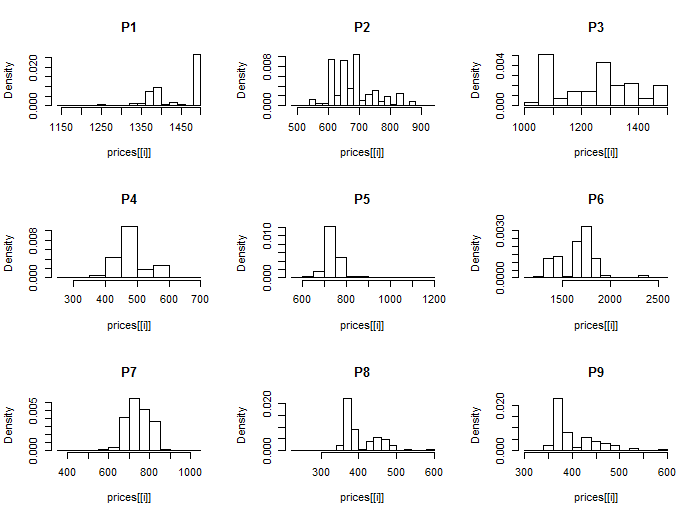 P1
Density
0.000 0.020
1150 1250 1350 1450
prices[[i]]
P2
Density
0.000 0.008
500 600 700 800 900
prices[[i]]
P3
Density
0.000 0.004
1000 1200 1400
prices[[i]]
P4
Density
0.000 0.008
300 400 500 600 700
prices[[i]]
P5
Density
0.000 0.010
600 800 1000 1200
prices[[i]]
P6
Density
0.0000 0.0030
1500 2000 2500
prices[[i]]
P7
Density
0.000 0.005
400 600 800 1000
prices[[i]]
P8
Density
0.000 0.020
300 400 500 600
prices[[i]]
P9
Density
0.000 0.020
300 400 500 600
prices[[i]]